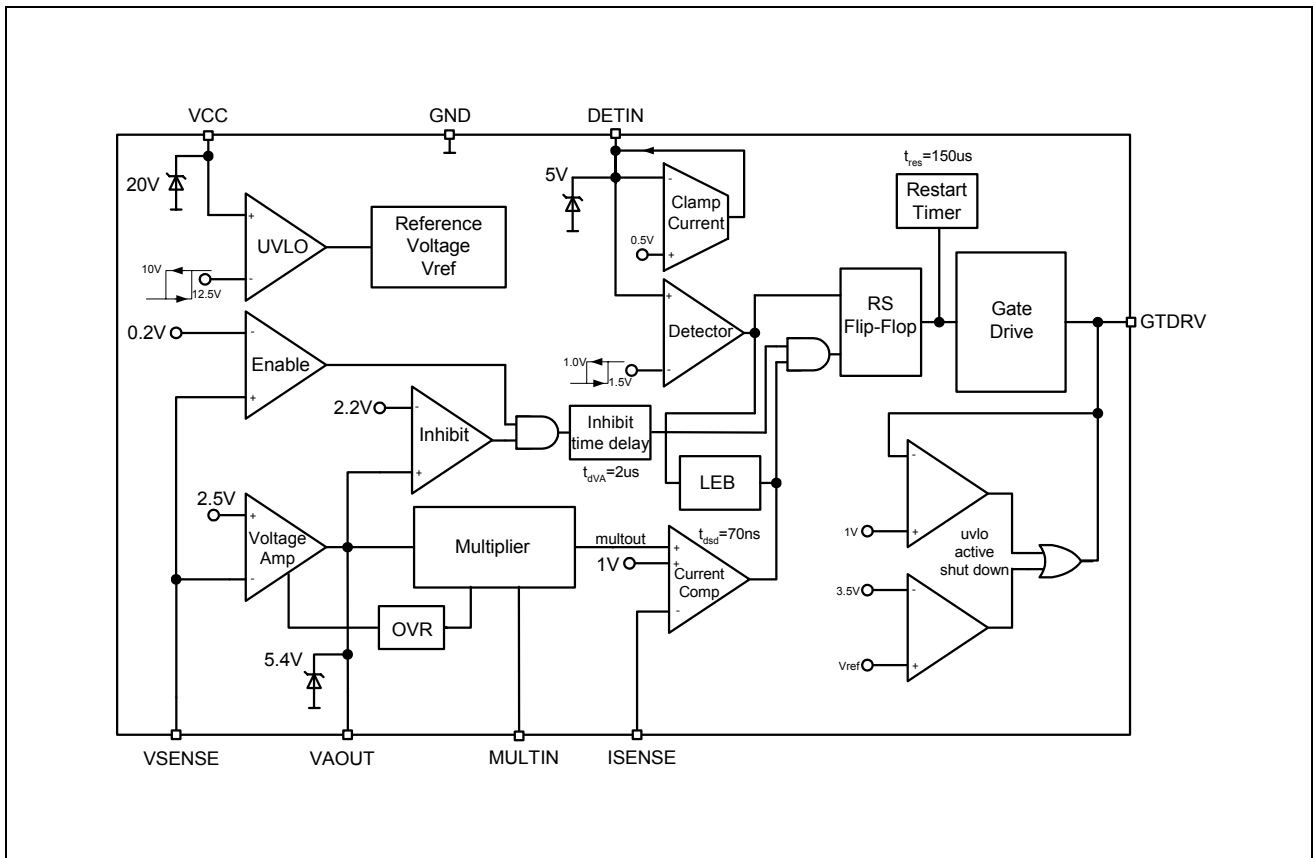 VCC
GND
DETIN
20V
+
UVLO
-
10V
12.5V
Reference
Voltage
Vref
5V
-
Clamp
Current
0.5V
+
t_res=150us
Restart
Timer
0.2V
-
Enable
+
+
Detector
-
1.0V
1.5V
RS
Flip-Flop
Gate
Drive
GTDRV
2.2V
-
Inhibit
+
Inhibit
time delay
t_dVA=2us
LEB
2.5V
+
Voltage
Amp
-
Multiplier
multout
1V
+
+
t_dsd=70ns
Current
Comp
-
OVR
5.4V
-
1V
+
uvlo
active
shut down
3.5V
-
Vref
+
VSENSE
VAOUT
MULTIN
ISENSE